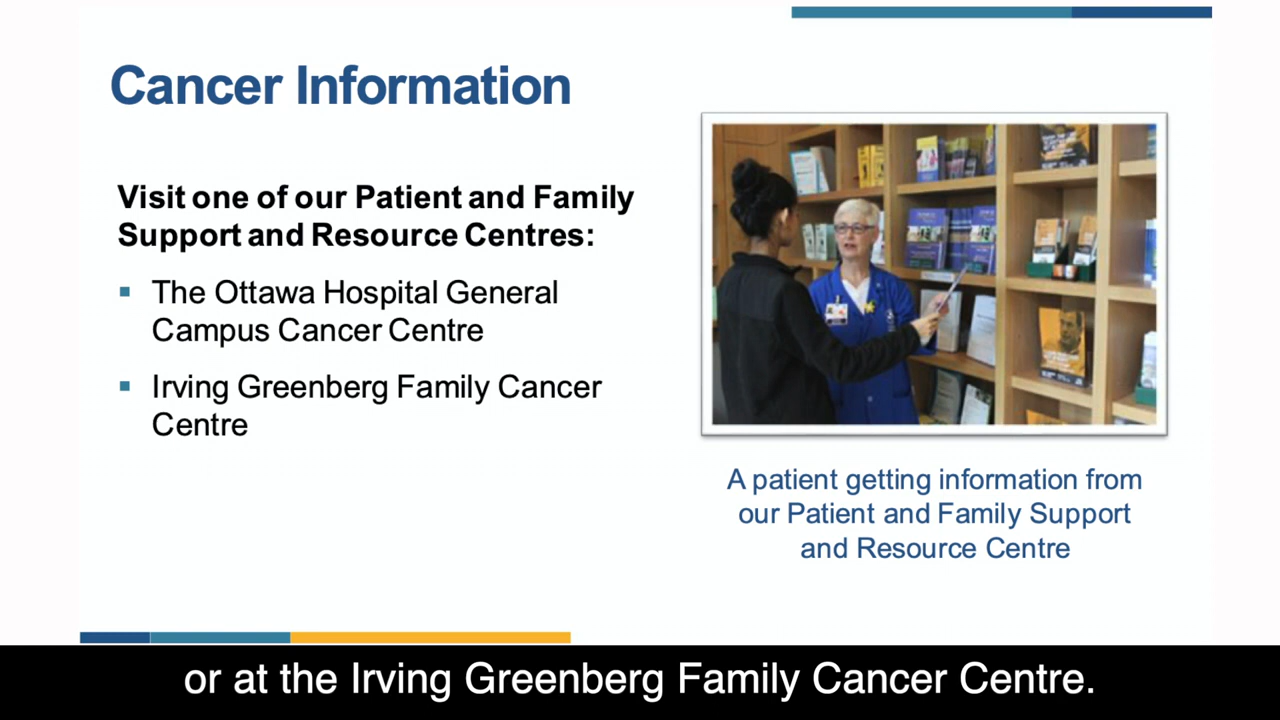 Cancer Information
Visit one of our Patient and Family
Support and Resource Centres:
The Ottawa Hospital General
Campus Cancer Centre
Irving Greenberg Family Cancer
Centre
A patient getting information from
our Patient and Family Support
and Resource Centre
or at the Irving Greenberg Family Cancer Centre.